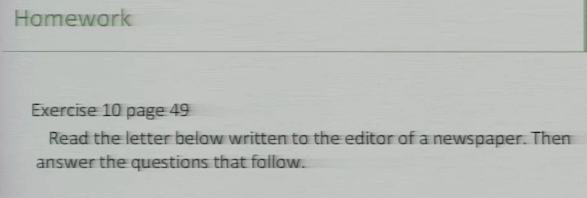 Homework
Exercise 10 page 49
Read the letter below written to the editor of a newspaper. Then
answer the questions that follow.